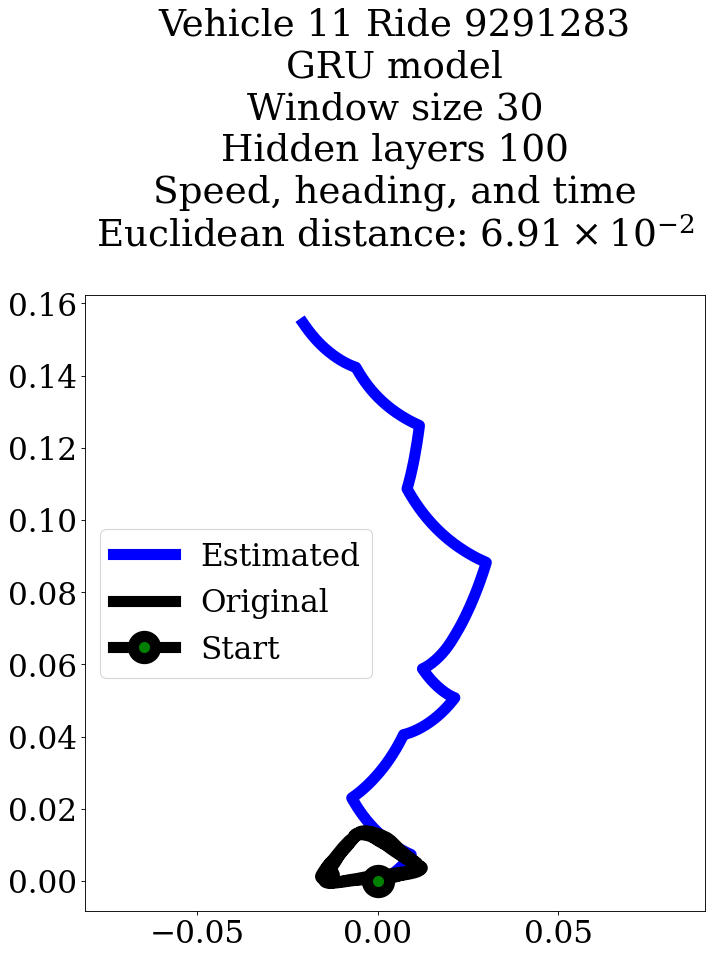 Vehicle 11 Ride 9291283
GRU model
Window size 30
Hidden layers 100
Speed, heading, and time
Euclidean distance: 6.91 × 10⁻²
0.16
0.14
0.12
0.10
0.08
0.06
0.04
0.02
0.00
Estimated
Original
Start
−0.05
0.00
0.05